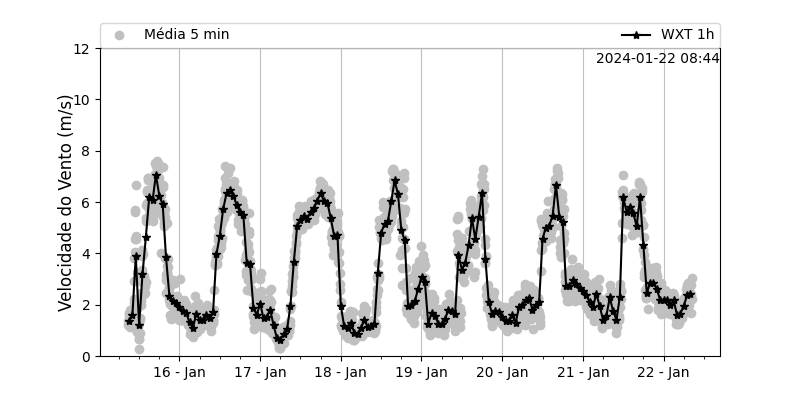 Média 5 min
WXT 1h
2024-01-22 08:44
Velocidade do Vento (m/s)
12
10
8
6
4
2
0
16 - Jan
17 - Jan
18 - Jan
19 - Jan
20 - Jan
21 - Jan
22 - Jan